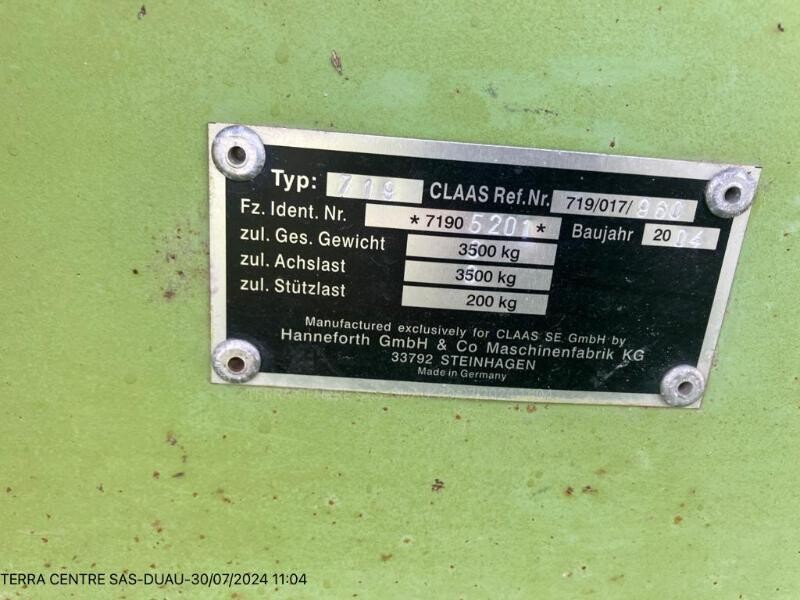 Typ: 719 CLAAS Ref.Nr. 719/017/960
Fz. Ident. Nr. *71905201* Baujahr 2004
zul. Ges. Gewicht 3500 kg
zul. Achslast 3500 kg
zul. Stützlast 200 kg
Manufactured exclusively for CLAAS SE GmbH by
Hanneforth GmbH & Co Maschinenfabrik KG
33792 STEINHAGEN
Made in Germany
TERRA CENTRE SAS-DUAU-30/07/2024 11:04